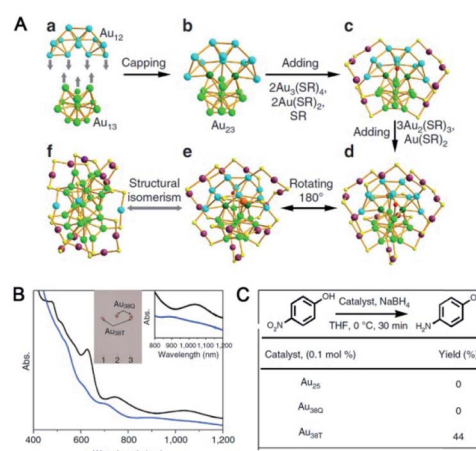 A
a
Au12
Au13
Capping
b
Au23
Adding
2Au3(SR)4,
2Au(SR)2,
SR
c
Adding
3Au2(SR)3,
Au(SR)2
d
Rotating
180°
e
Structural
isomerism
f
B
Abs.
Au38Q
Au38T
1 2 3
Abs.
800 900 1,000 1,100 1,200
Wavelength (nm)
400 600 800 1,000 1,200
C
OH
O2N
Catalyst, NaBH4
THF, 0 °C, 30 min
H2N
Catalyst, (0.1 mol %)
Yield (%
Au25
0
Au38Q
0
Au38T
44